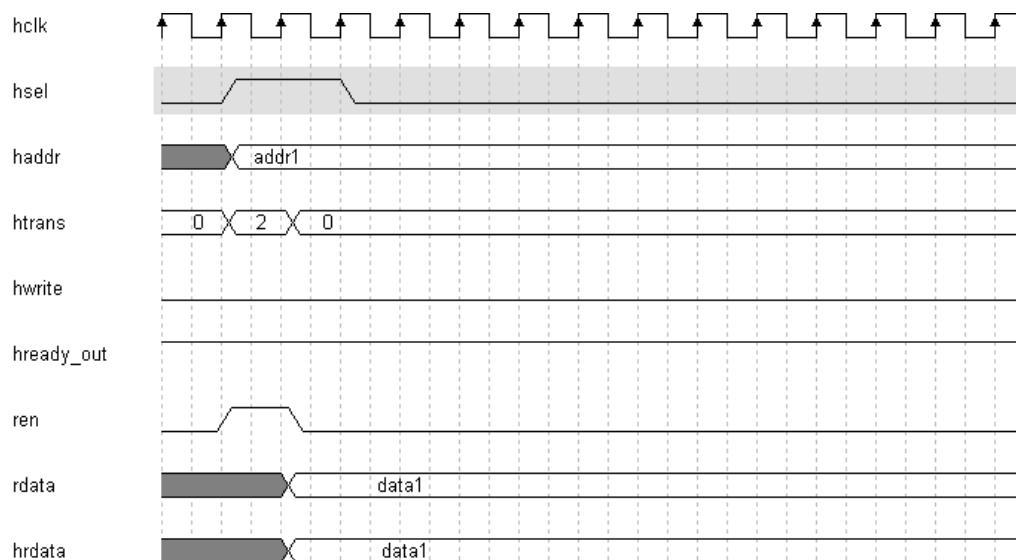 hclk
hsel
haddr addr1
htrans 0 2 0
hwrite
hready_out
ren
rdata data1
hrdata data1